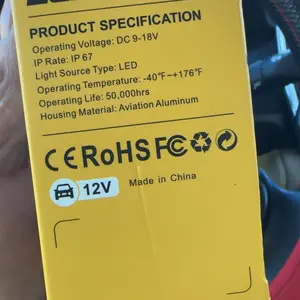 PRODUCT SPECIFICATION
Operating Voltage: DC 9-18V
IP Rate: IP 67
Light Source Type: LED
Operating Temperature: -40°F~+176°F
Operating Life: 50,000hrs
Housing Material: Aviation Aluminum
CE RoHS FC
12V
Made in China